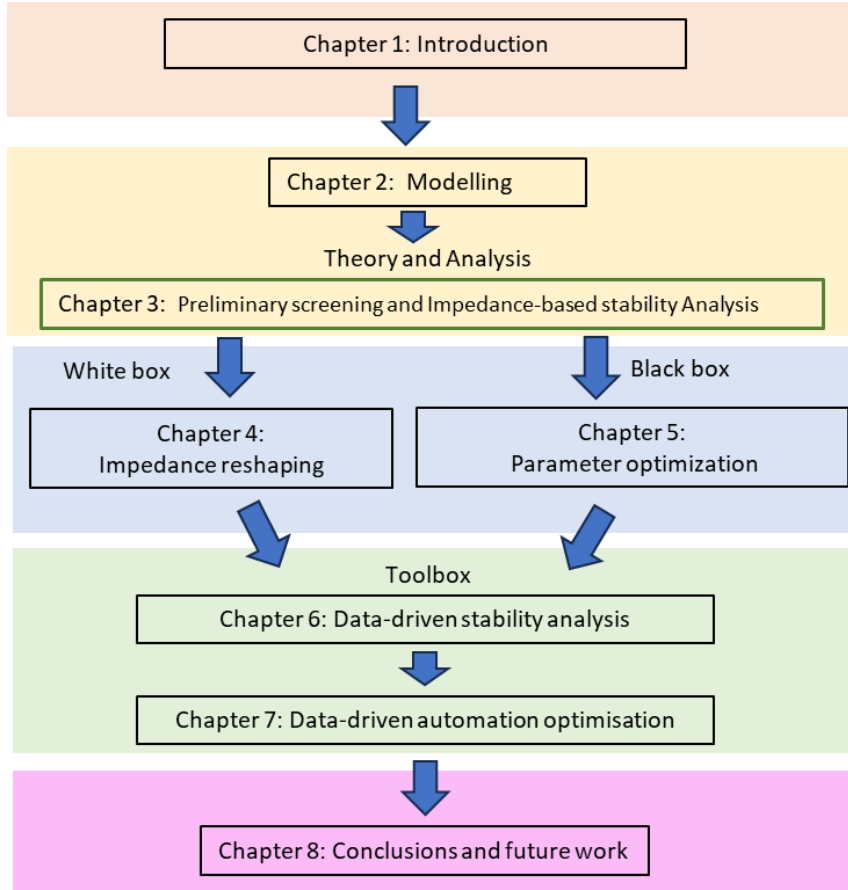 Chapter 1: Introduction
Chapter 2: Modelling
Theory and Analysis
Chapter 3: Preliminary screening and Impedance-based stability Analysis
White box
Black box
Chapter 4:
Impedance reshaping
Chapter 5:
Parameter optimization
Toolbox
Chapter 6: Data-driven stability analysis
Chapter 7: Data-driven automation optimisation
Chapter 8: Conclusions and future work